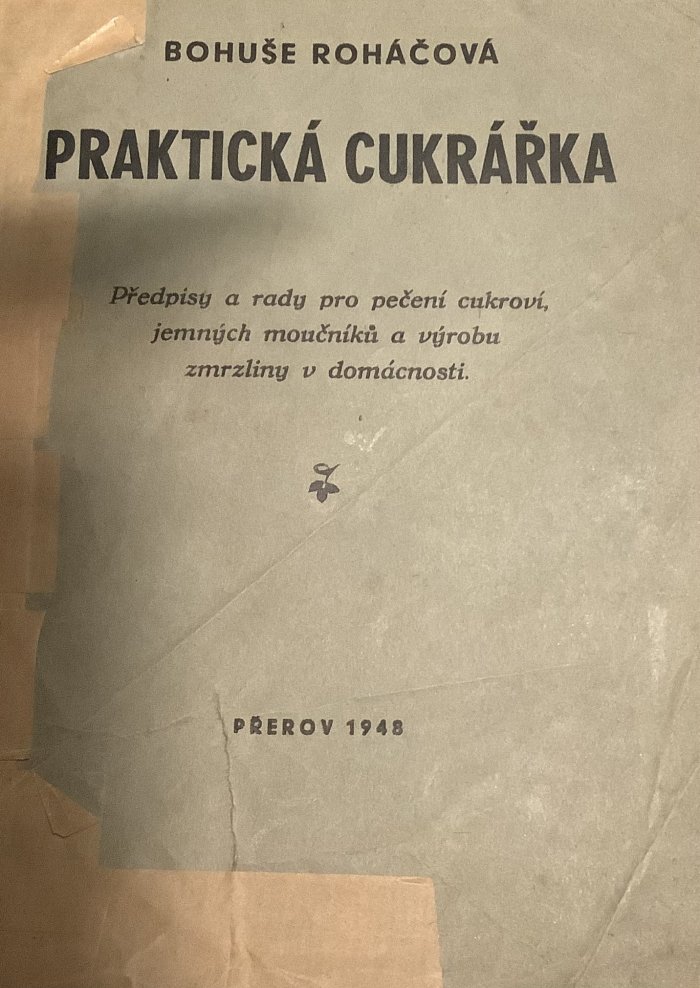 BOHUŠE ROHÁČOVÁ
PRAKTICKÁ CUKRÁŘKA
Předpisy a rady pro pečení cukroví,
jemných moučníků a výrobu
zmrzliny v domácnosti.
PŘEROV 1948